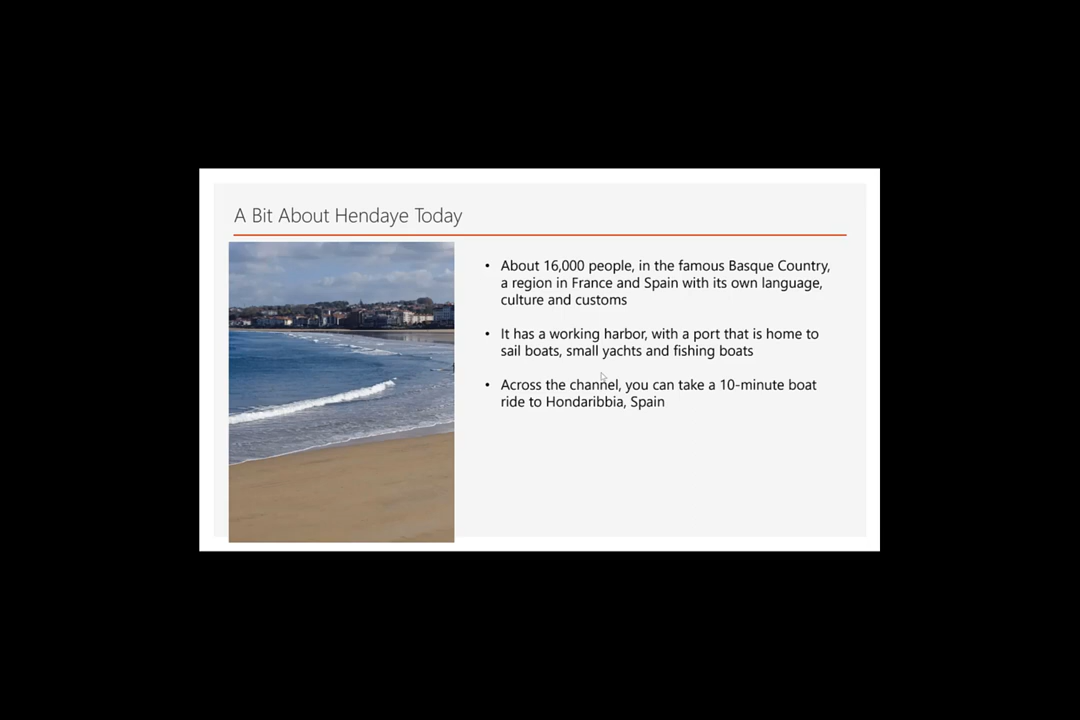 A Bit About Hendaye Today
• About 16,000 people, in the famous Basque Country,
a region in France and Spain with its own language,
culture and customs
• It has a working harbor, with a port that is home to
sail boats, small yachts and fishing boats
• Across the channel, you can take a 10-minute boat
ride to Hondaribbia, Spain